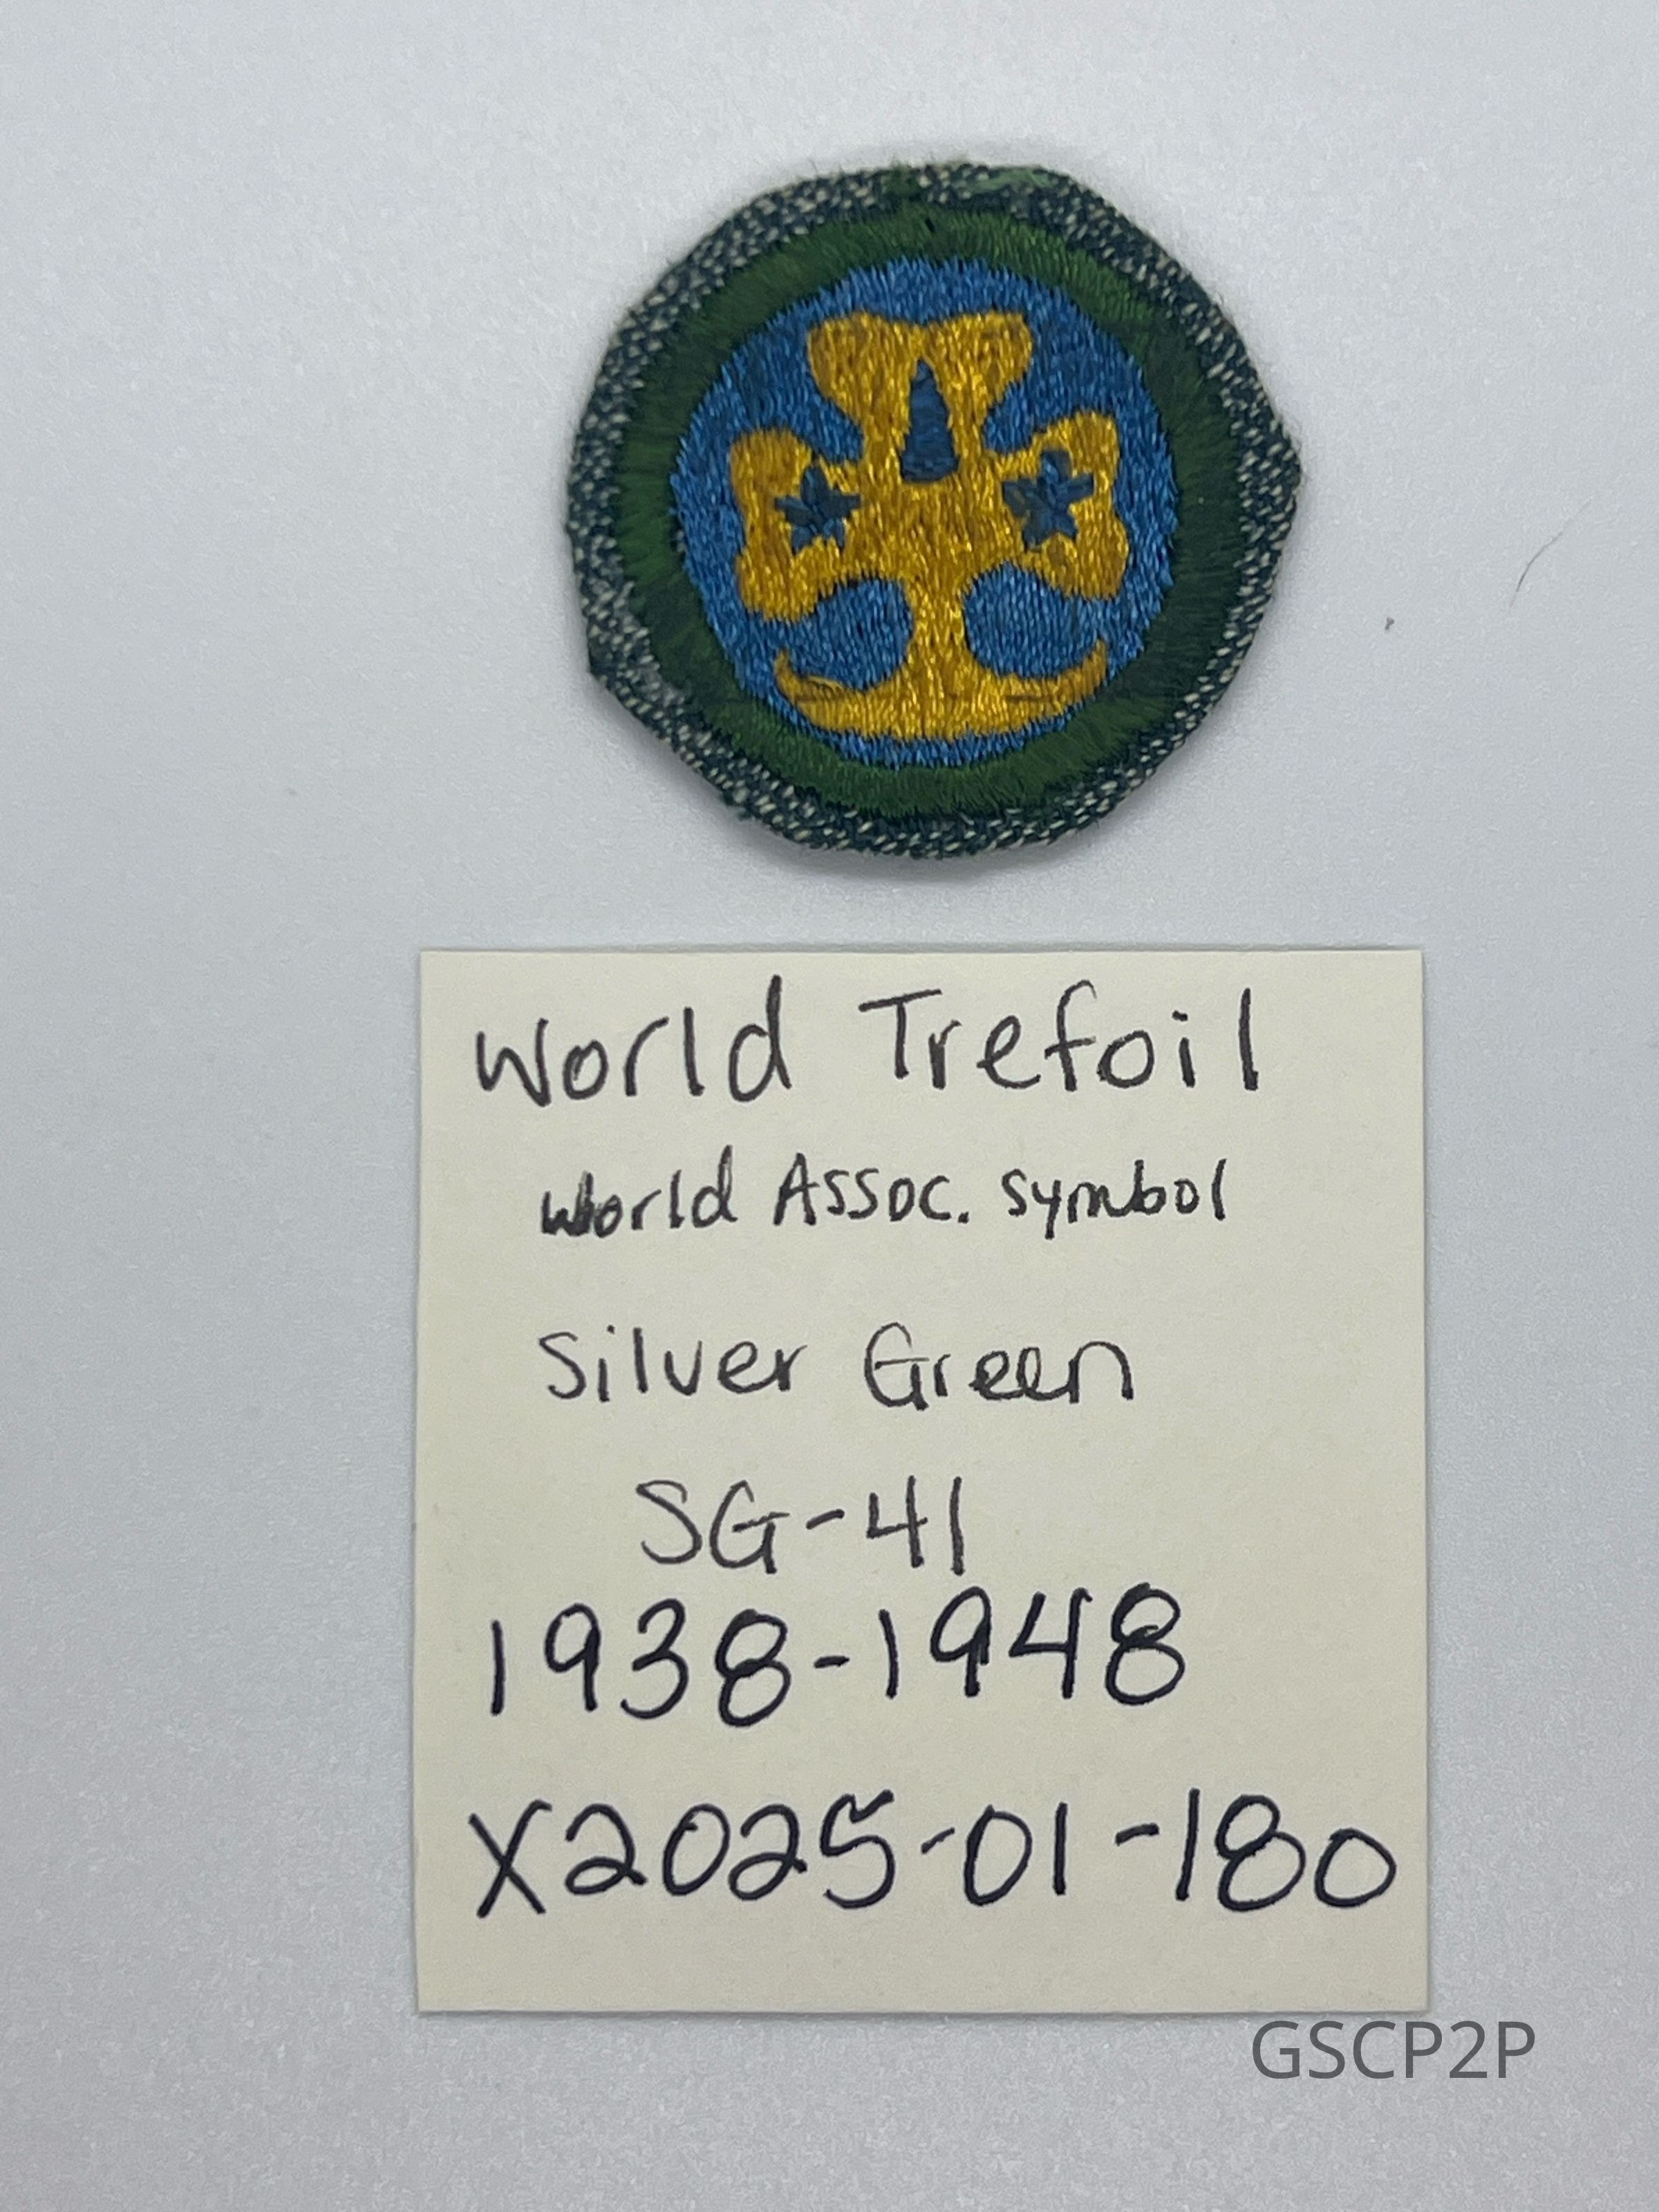 World Trefoil
World Assoc. symbol
Silver Green
SG-41
1938-1948
X2025-01-180
GSCP2P